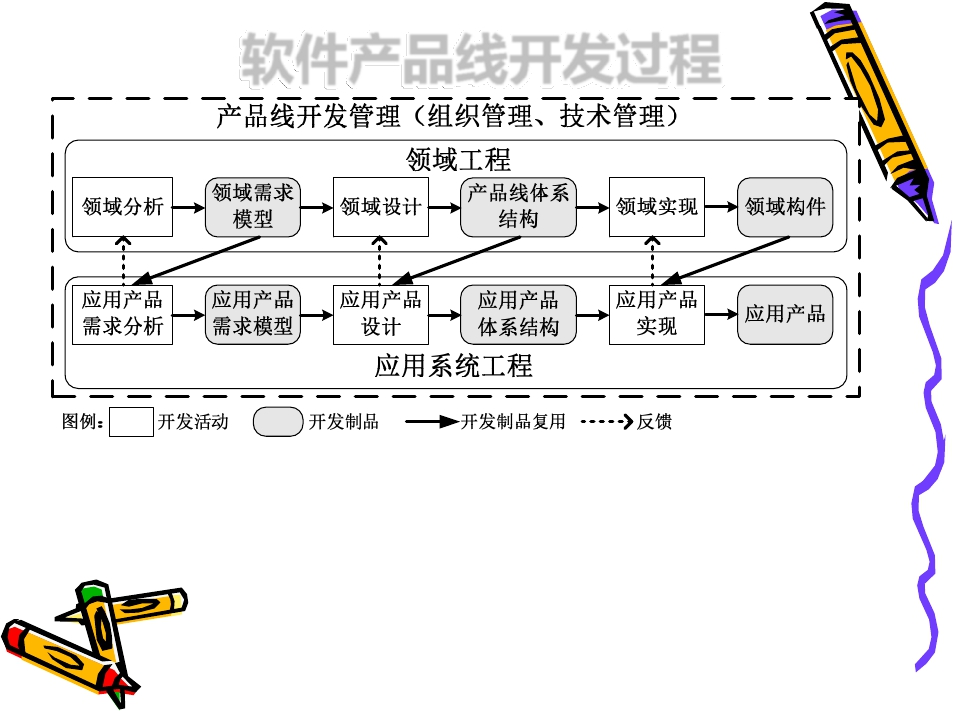 软件产品线开发过程
产品线开发管理（组织管理、技术管理）
领域工程
领域分析
领域需求
模型
领域设计
产品线体系
结构
领域实现
领域构件
应用产品
需求分析
应用产品
需求模型
应用产品
设计
应用产品
体系结构
应用产品
实现
应用产品
应用系统工程
图例：
开发活动
开发制品
开发制品复用
反馈